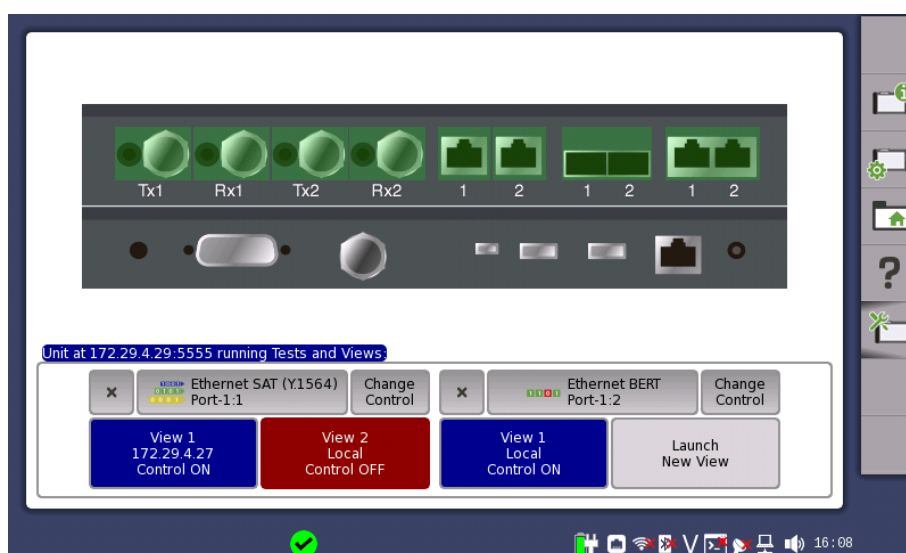 Tx1 Rx1 Tx2 Rx2 1 2 1 2 1 2
Unit at 172.29.4.29:5555 running Tests and Views:
Ethernet SAT (Y.1564)
Port-1:1
Change
Control
Ethernet BERT
Port-1:2
Change
Control
View 1
172.29.4.27
Control ON
View 2
Local
Control OFF
View 1
Local
Control ON
Launch
New View
16:08